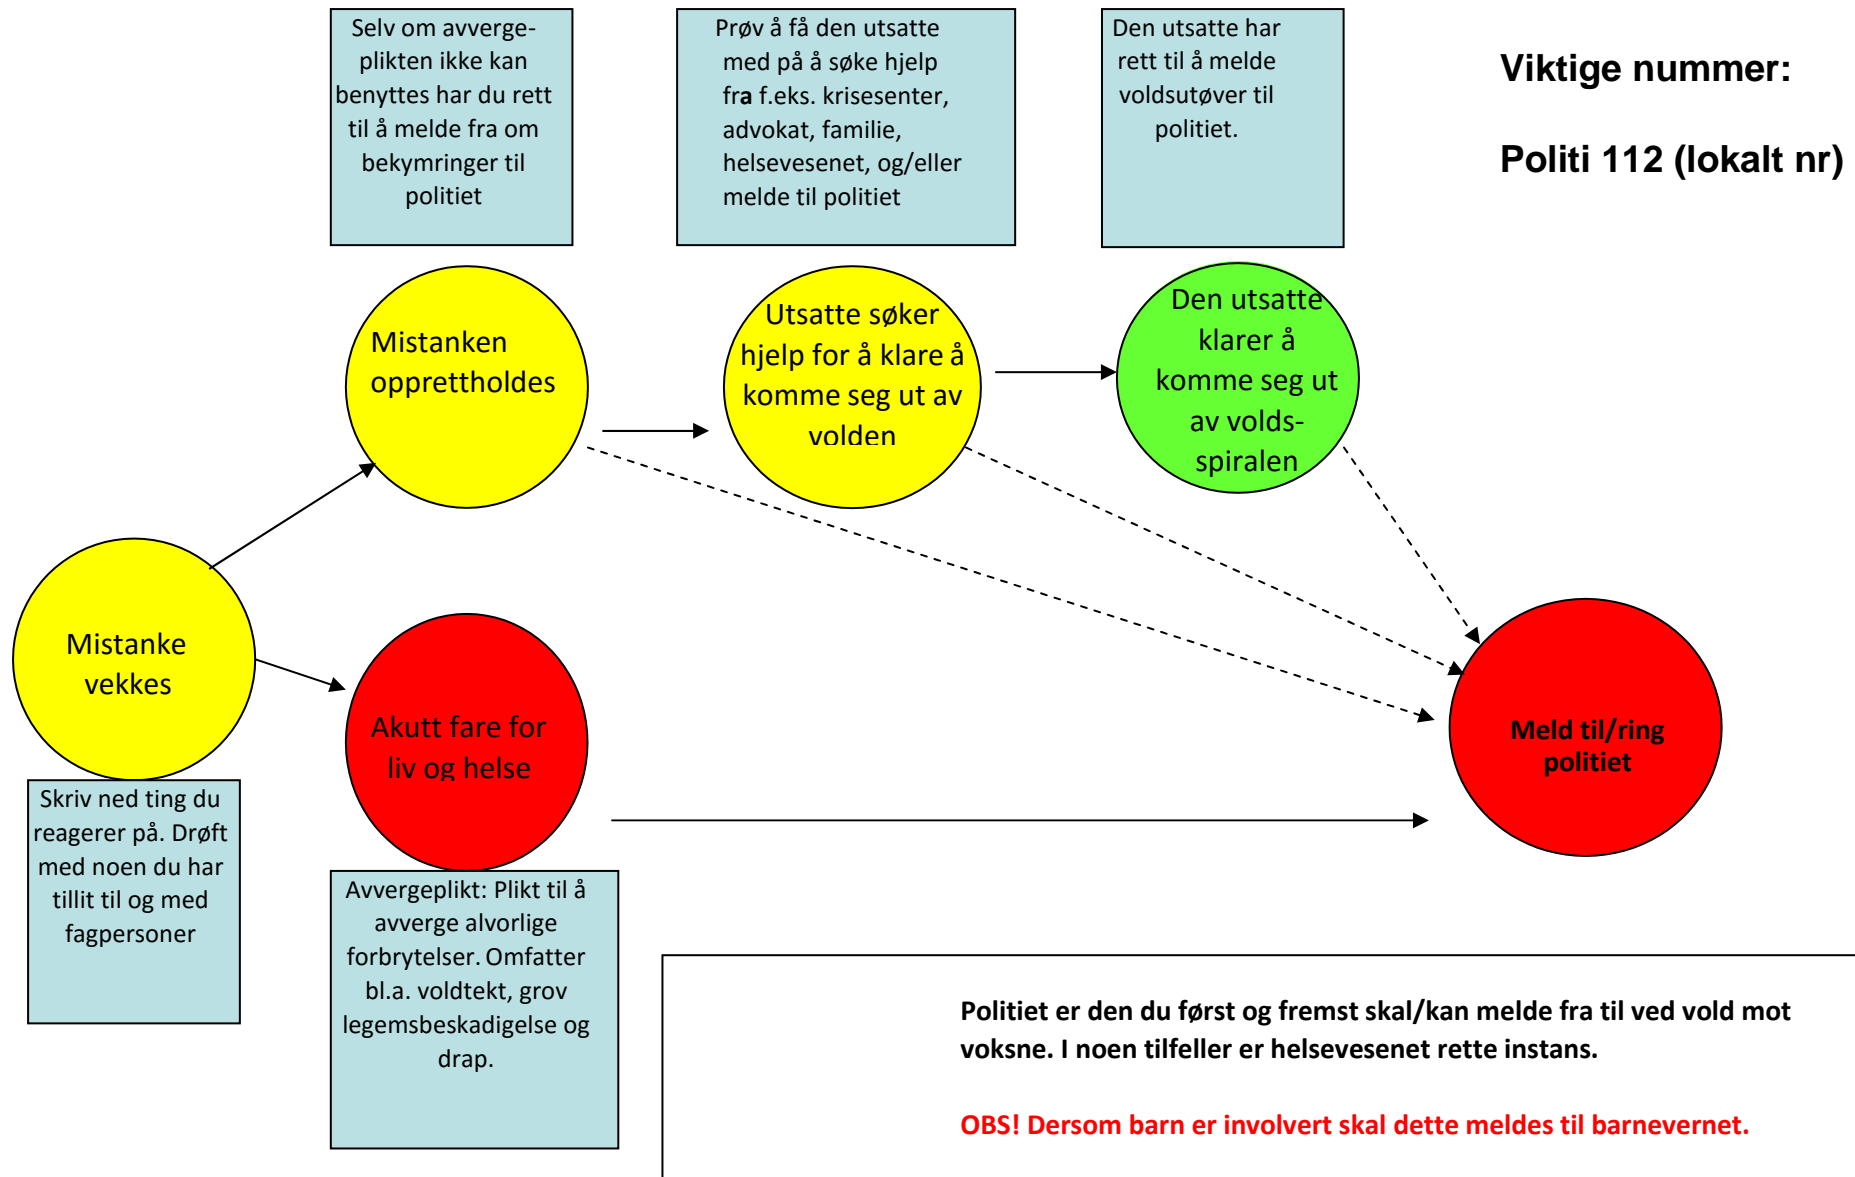 Selv om avverge-
plikten ikke kan
benyttes har du rett
til å melde fra om
bekymringer til
politiet
Prøv å få den utsatte
med på å søke hjelp
fra f.eks. krisesenter,
advokat, familie,
helsevesenet, og/eller
melde til politiet
Den utsatte har
rett til å melde
voldsutøver til
politiet.
Viktige nummer:
Politi 112 (lokalt nr)
Mistanken
opprettholdes
Utsatte søker
hjelp for å klare å
komme seg ut av
volden
Den utsatte
klarer å
komme seg ut
av volds-
spiralen
Mistanke
vekkes
Akutt fare for
liv og helse
Meld til/ring
politiet
Skriv ned ting du
reagerer på. Drøft
med noen du har
tillit til og med
fagpersoner
Avvergeplikt: Plikt til å
avverge alvorlige
forbrytelser. Omfatter
bl.a. voldtekt, grov
legemsbeskadigelse og
drap.
Politiet er den du først og fremst skal/kan melde fra til ved vold mot
voksne. I noen tilfeller er helsevesenet rette instans.
OBS! Dersom barn er involvert skal dette meldes til barnevernet.